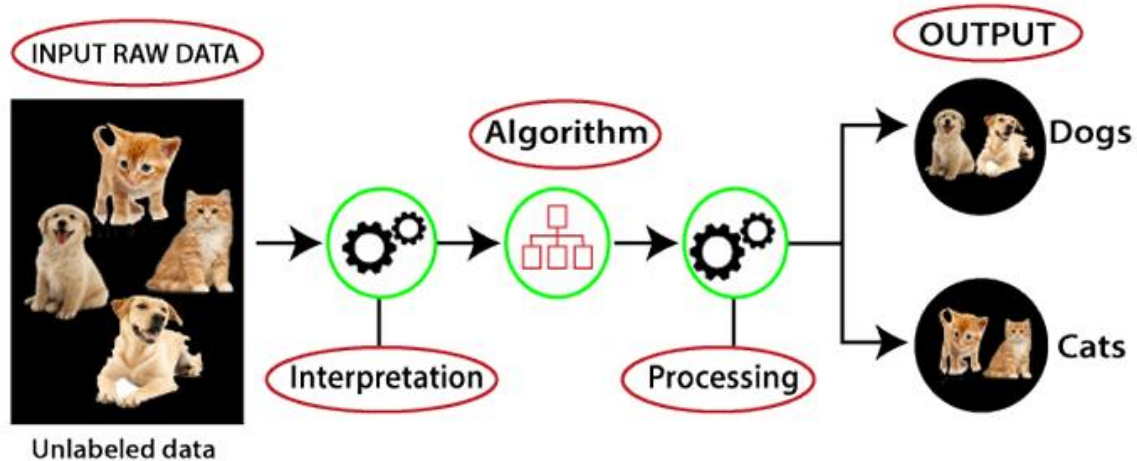 INPUT RAW DATA
Unlabeled data
Interpretation
Algorithm
Processing
OUTPUT
Dogs
Cats